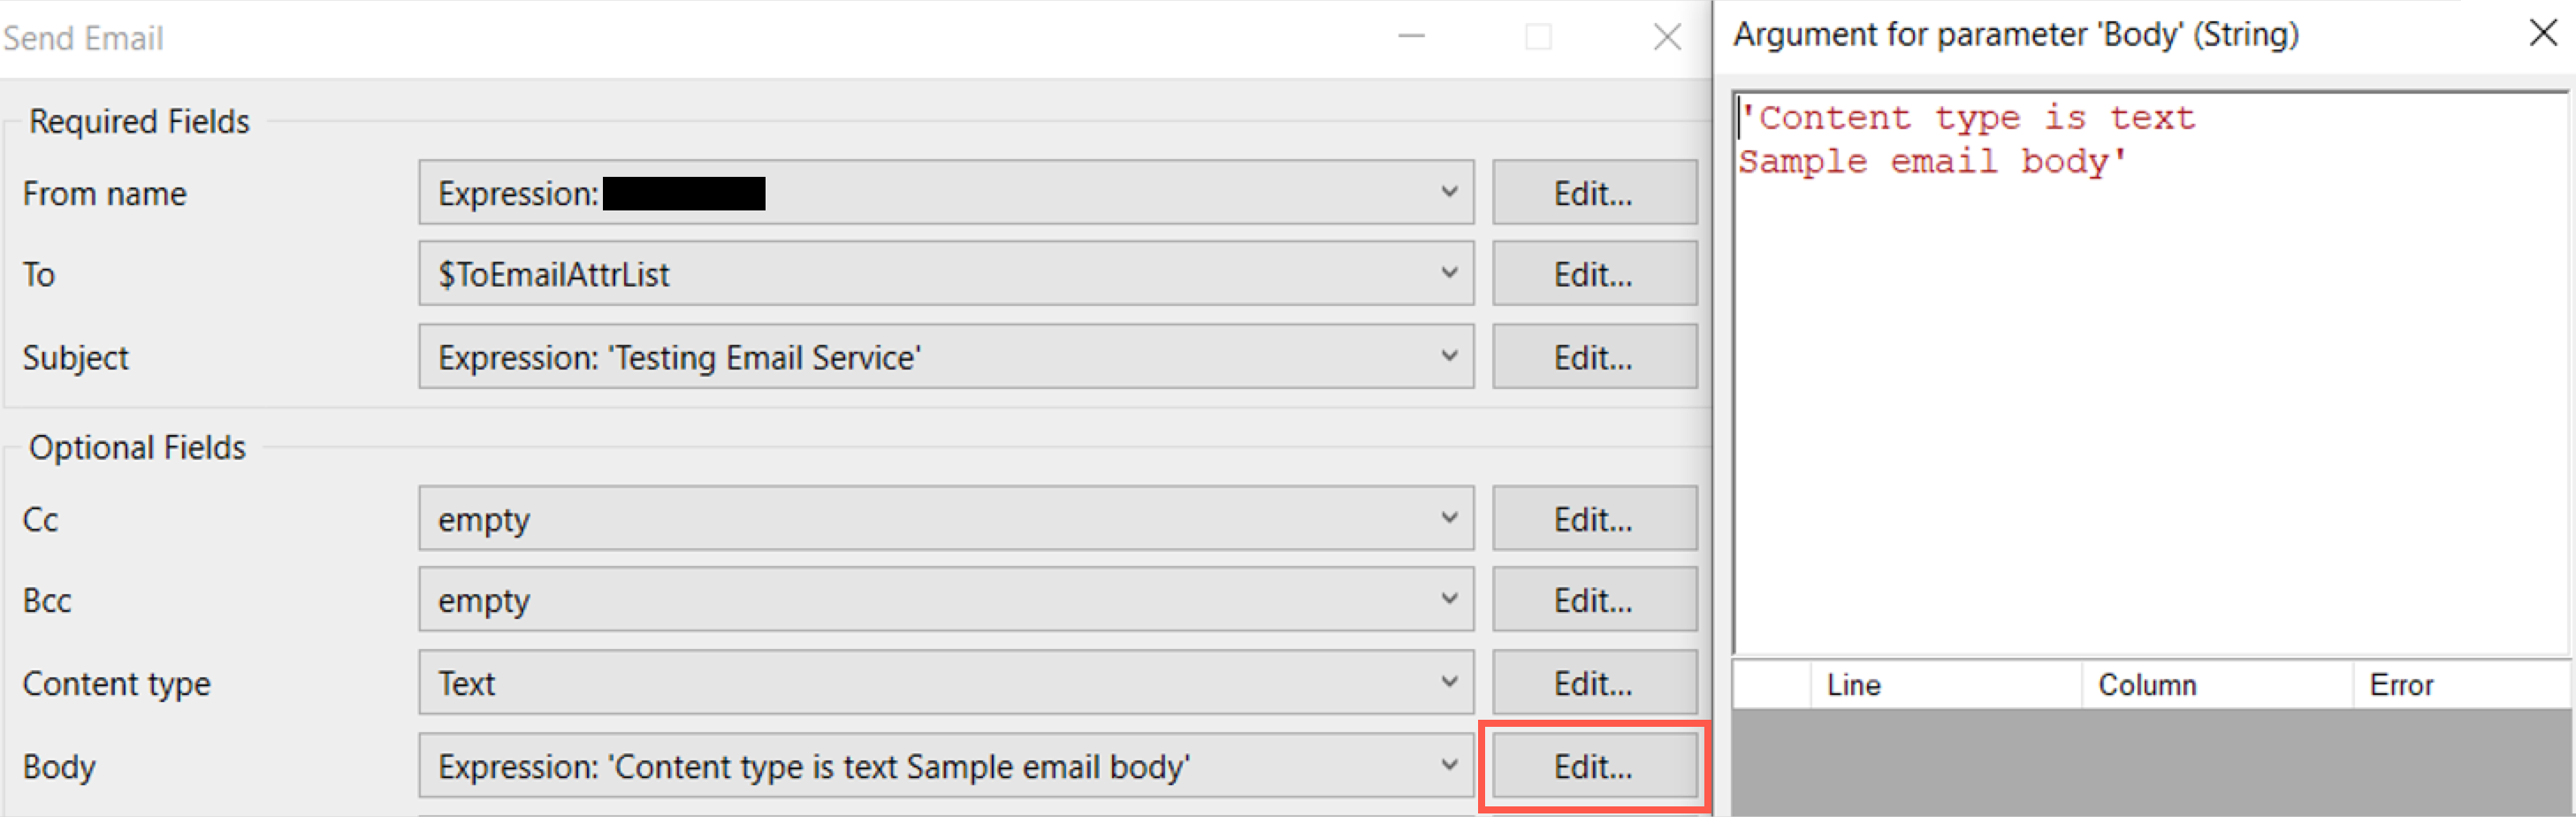 Send Email
Required Fields
From name
Expression:
Edit...
To
$ToEmailAttrList
Edit...
Subject
Expression: 'Testing Email Service'
Edit...
Optional Fields
Cc
empty
Edit...
Bcc
empty
Edit...
Content type
Text
Edit...
Body
Expression: 'Content type is text Sample email body'
Edit...
Argument for parameter 'Body' (String)
'Content type is text
Sample email body'
Line
Column
Error